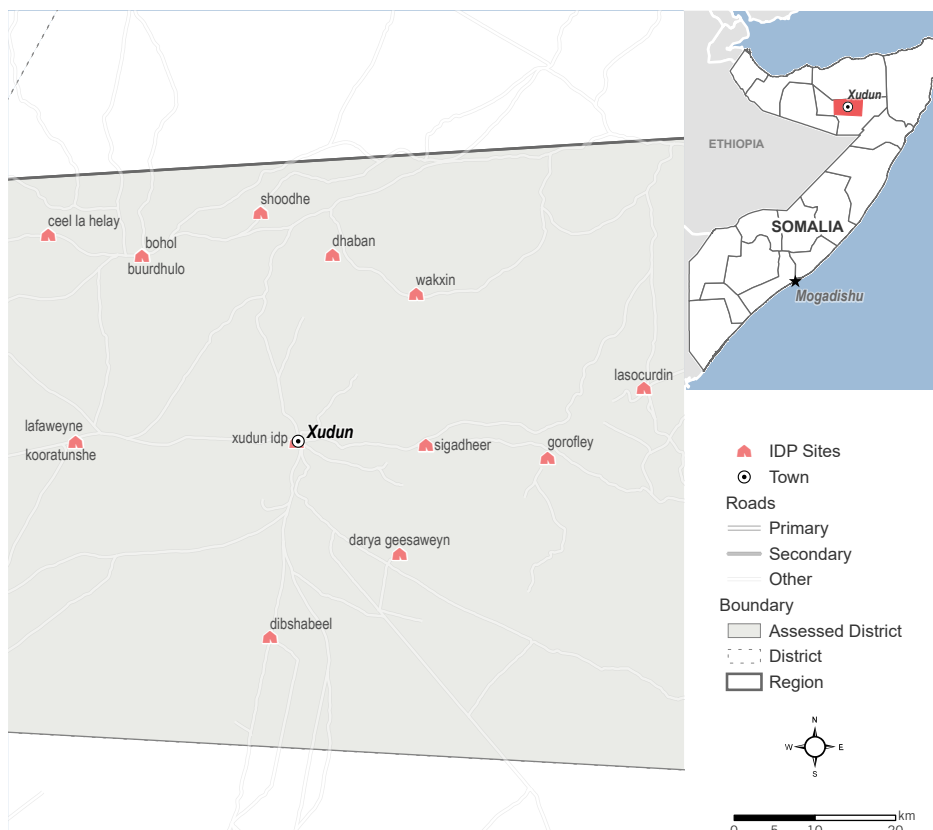 shoodhe
ceel la helay
bohol
buurdhulo
dhaban
wakxin
lasocurdin
lafaweyne
kooratunshe
xudun idp
Xudun
sigadheer
gorofley
darya geesaweyn
dibshabeel
Xudun
ETHIOPIA
SOMALIA
Mogadishu
IDP Sites
Town
Roads
Primary
Secondary
Other
Boundary
Assessed District
District
Region
N
W E
S
km
0 5 10 20